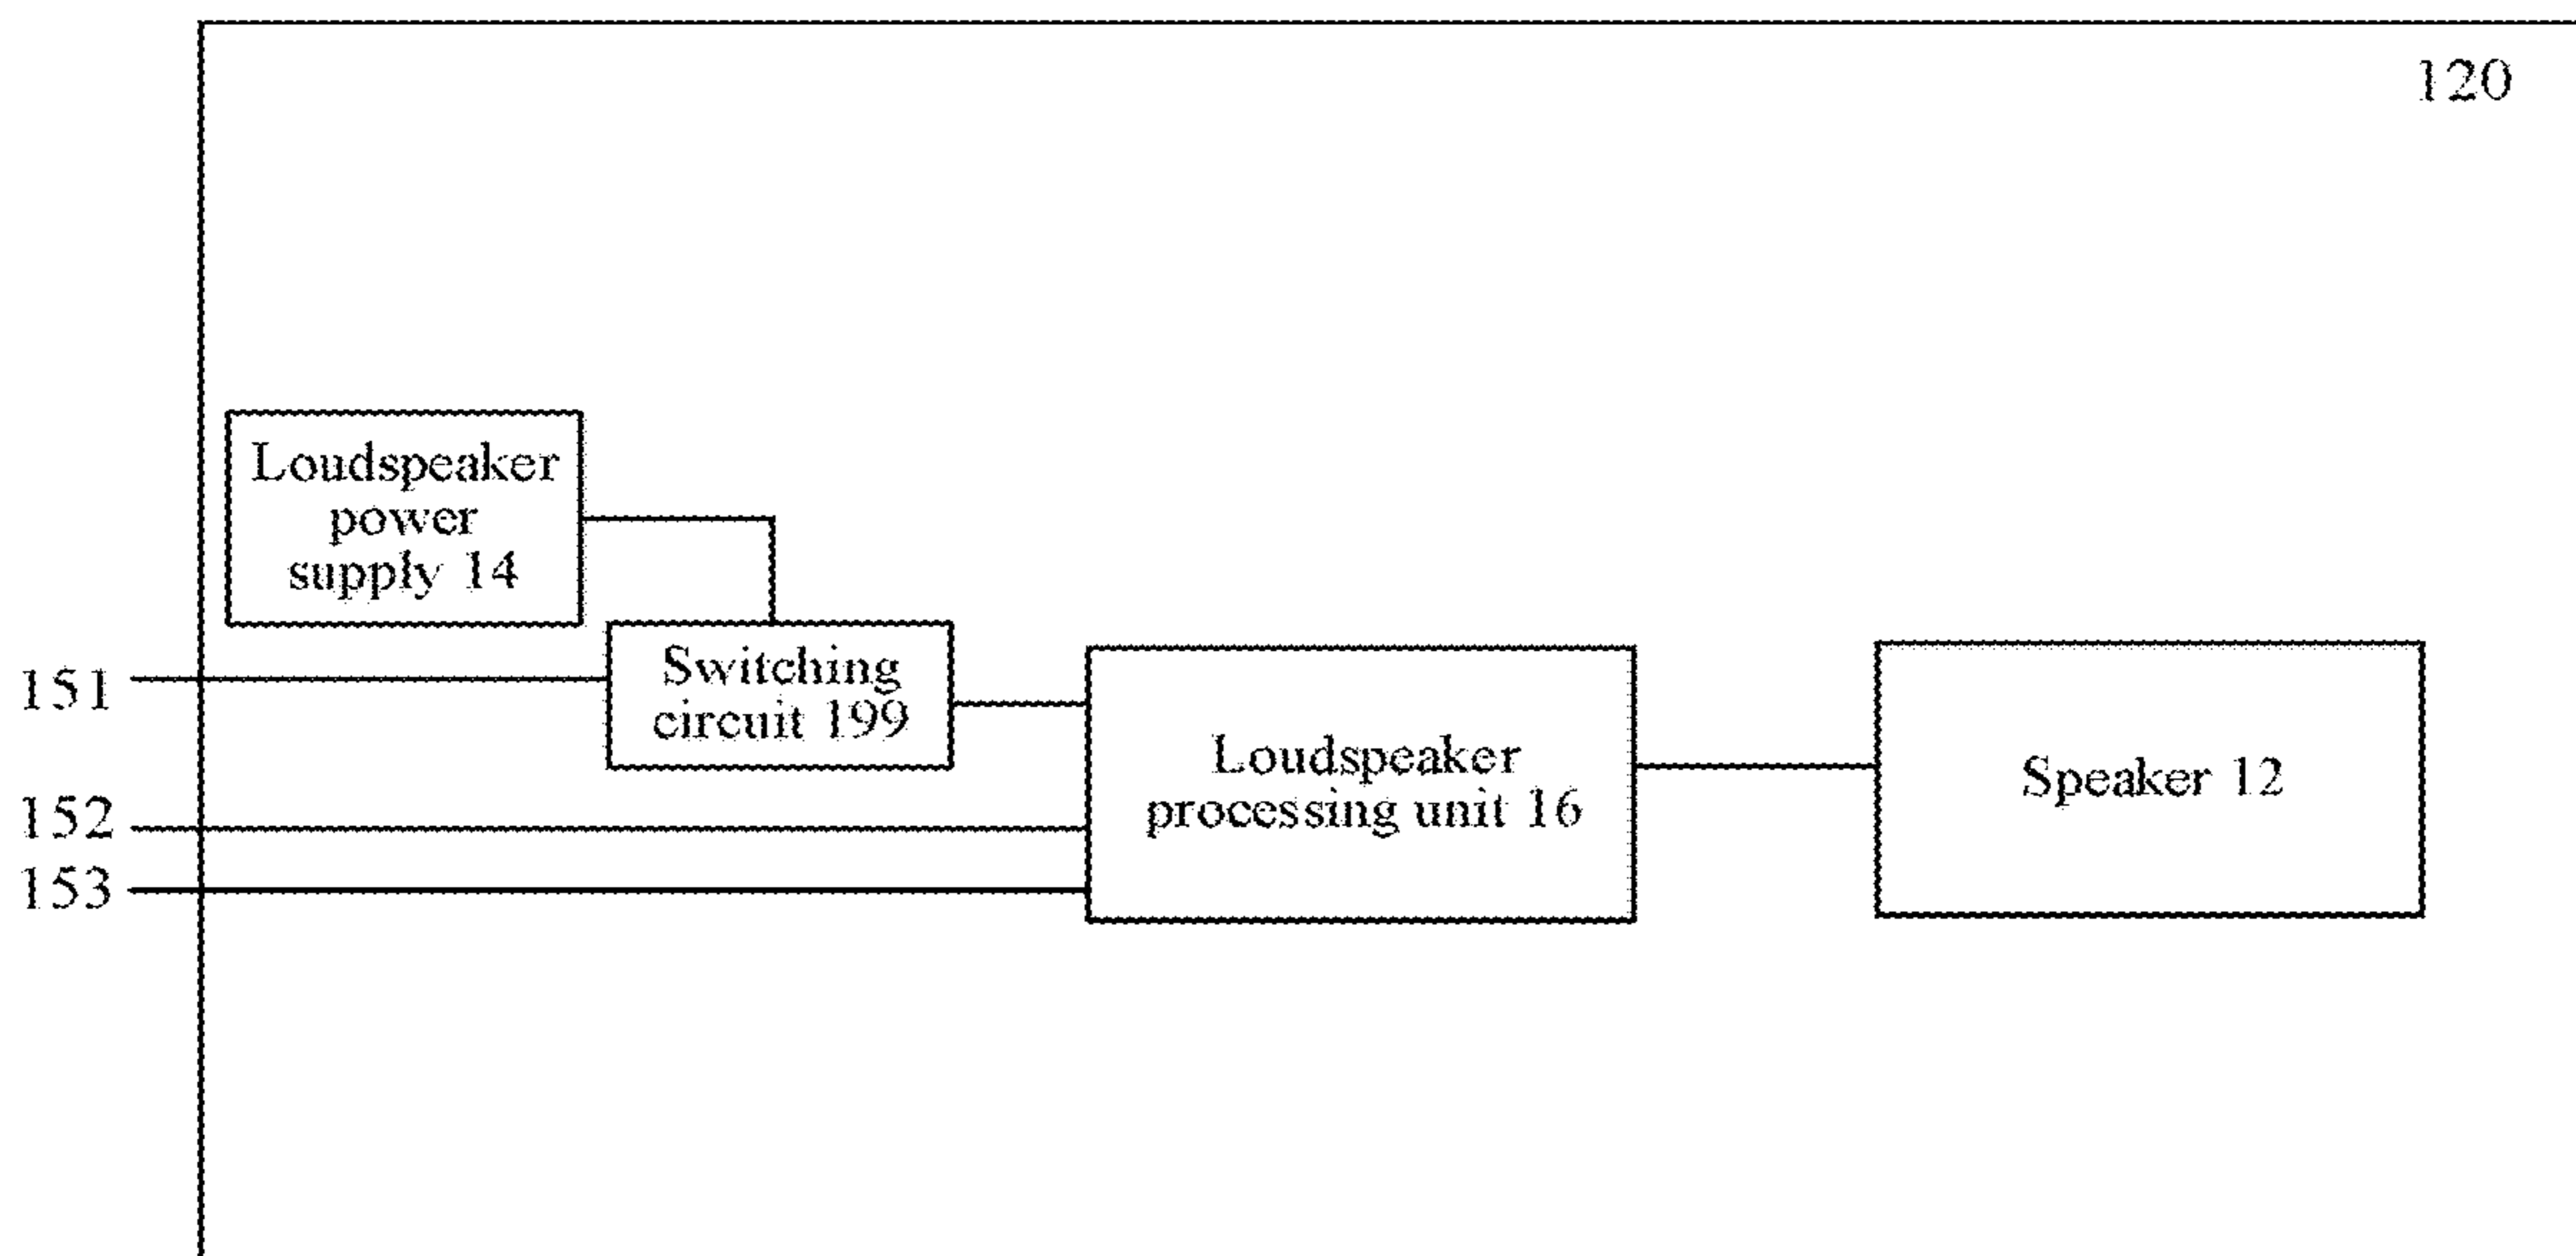 120
Loudspeaker
power
supply 14
151
Switching
circuit 199
152
153
Loudspeaker
processing unit 16
Speaker 12